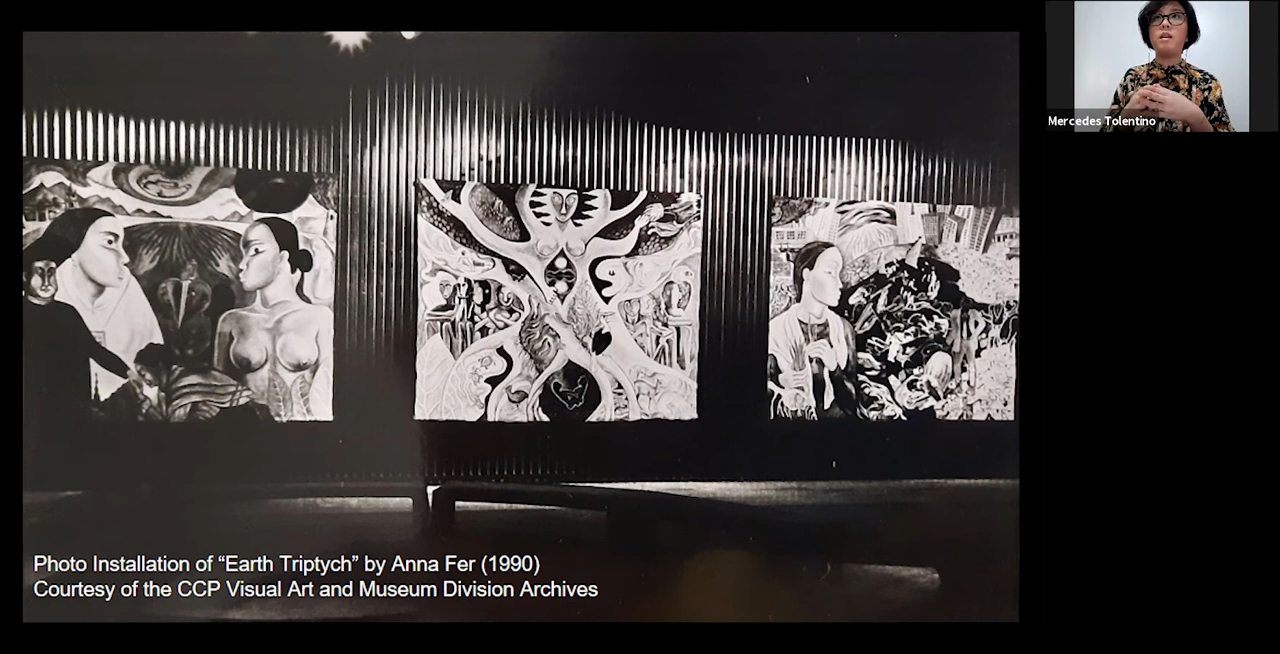 Mercedes Tolentino
Photo Installation of “Earth Triptych” by Anna Fer (1990)
Courtesy of the CCP Visual Art and Museum Division Archives